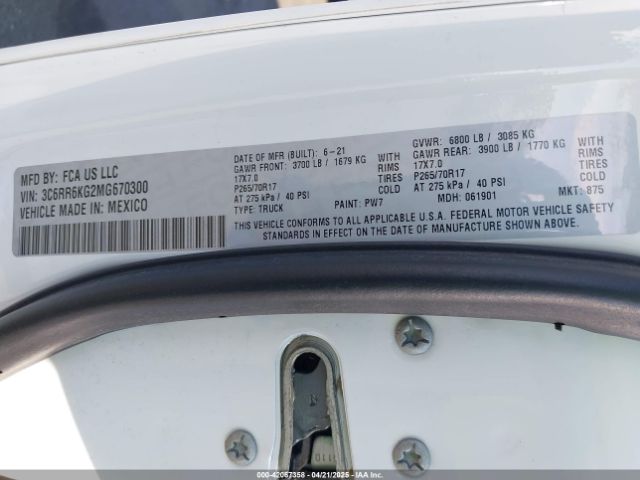 MFD BY: FCA US LLC
VIN: 3C6RR6KG2MG670300
VEHICLE MADE IN: MEXICO
DATE OF MFR (BUILT): 6-21
GAWR FRONT: 3700 LB / 1679 KG WITH
17X7.0 RIMS
P265/70R17 TIRES
AT 275 kPa / 40 PSI COLD
TYPE: TRUCK PAINT: PW7
GVWR: 6800 LB / 3085 KG
GAWR REAR: 3900 LB / 1770 KG WITH
17X7.0 RIMS
P265/70R17 TIRES
AT 275 kPa / 40 PSI COLD
MDH: 061901 MKT: 875
THIS VEHICLE CONFORMS TO ALL APPLICABLE U.S.A. FEDERAL MOTOR VEHICLE SAFETY
STANDARDS IN EFFECT ON THE DATE OF MANUFACTURE SHOWN ABOVE.
000-42057358 - 04/21/2025 - IAAI.COM